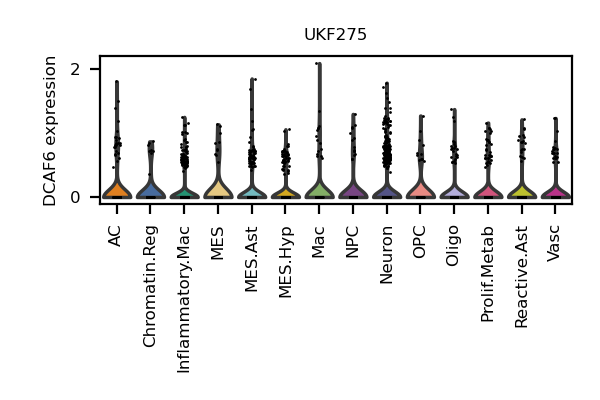 UKF275
DCAF6 expression
2
0
AC
Chromatin.Reg
Inflammatory.Mac
MES
MES.Ast
MES.Hyp
Mac
NPC
Neuron
OPC
Oligo
Prolif.Metab
Reactive.Ast
Vasc